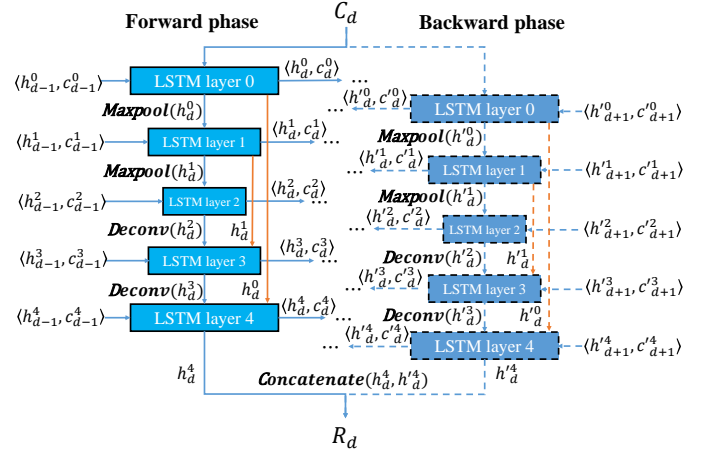 Forward phase
C_d
Backward phase
⟨h^0_{d-1}, c^0_{d-1}⟩
LSTM layer 0
⟨h^0_d, c^0_d⟩
...
Maxpool(h^0_d)
⟨h^1_{d-1}, c^1_{d-1}⟩
LSTM layer 1
⟨h^1_d, c^1_d⟩
...
Maxpool(h^1_d)
⟨h^2_{d-1}, c^2_{d-1}⟩
LSTM layer 2
⟨h^2_d, c^2_d⟩
...
Deconv(h^2_d)
h^1_d
⟨h^3_{d-1}, c^3_{d-1}⟩
LSTM layer 3
⟨h^3_d, c^3_d⟩
...
Deconv(h^3_d)
h^0_d
⟨h^4_{d-1}, c^4_{d-1}⟩
LSTM layer 4
⟨h^4_d, c^4_d⟩
...
h^4_d
...
⟨h'^0_d, c'^0_d⟩
LSTM layer 0
⟨h'^0_{d+1}, c'^0_{d+1}⟩
Maxpool(h'^0_d)
...
⟨h'^1_d, c'^1_d⟩
LSTM layer 1
⟨h'^1_{d+1}, c'^1_{d+1}⟩
Maxpool(h'^1_d)
...
⟨h'^2_d, c'^2_d⟩
LSTM layer 2
⟨h'^2_{d+1}, c'^2_{d+1}⟩
Deconv(h'^2_d)
h'^1_d
...
⟨h'^3_d, c'^3_d⟩
LSTM layer 3
⟨h'^3_{d+1}, c'^3_{d+1}⟩
Deconv(h'^3_d)
h'^0_d
...
⟨h'^4_d, c'^4_d⟩
LSTM layer 4
⟨h'^4_{d+1}, c'^4_{d+1}⟩
h'^4_d
Concatenate(h^4_d, h'^4_d)
R_d